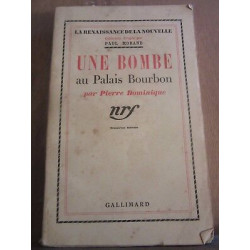 LA RENAISSANCE DE LA NOUVELLE
PAUL MORAND
UNE BOMBE
au Palais Bourbon
par Pierre Dominique
nrf
GALLIMARD